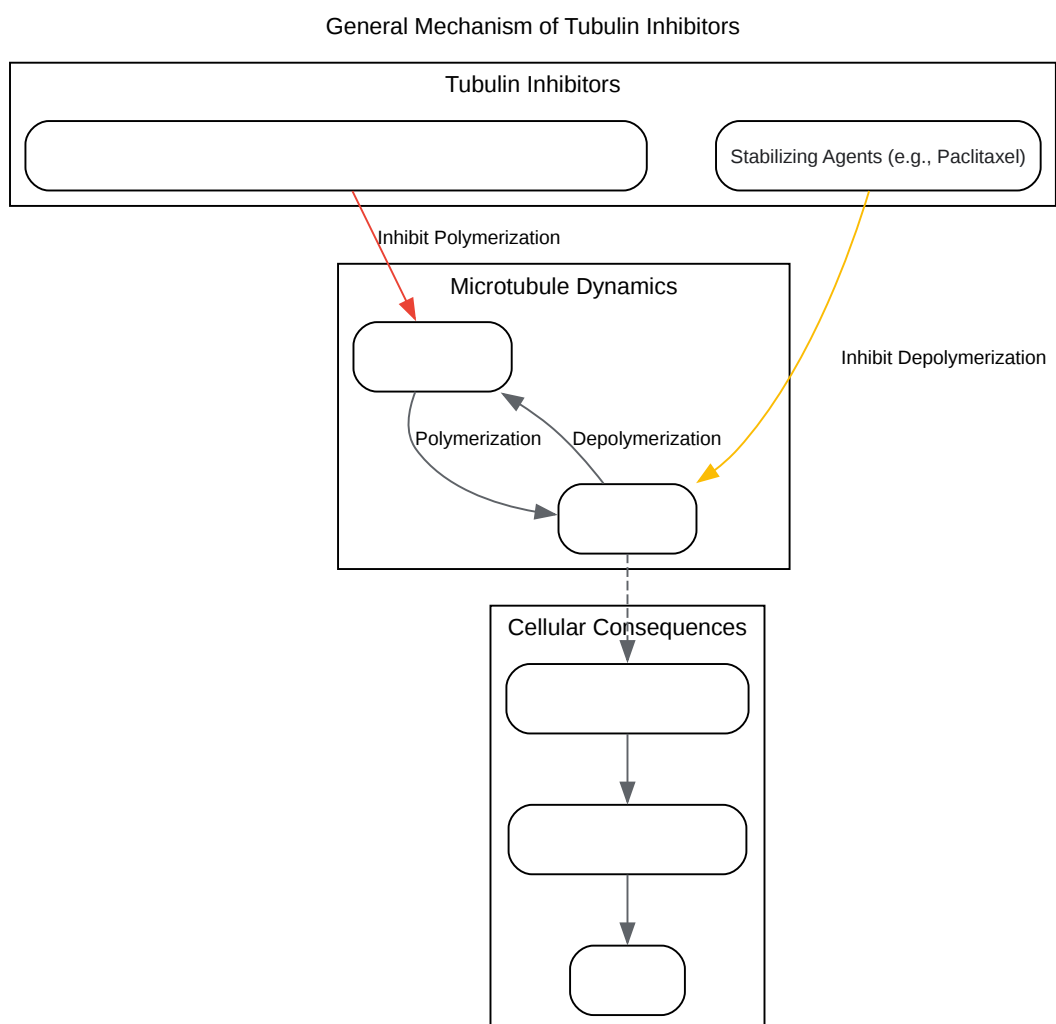 General Mechanism of Tubulin Inhibitors
Tubulin Inhibitors
Stabilizing Agents (e.g., Paclitaxel)
Inhibit Polymerization
Microtubule Dynamics
Inhibit Depolymerization
Polymerization
Depolymerization
Cellular Consequences